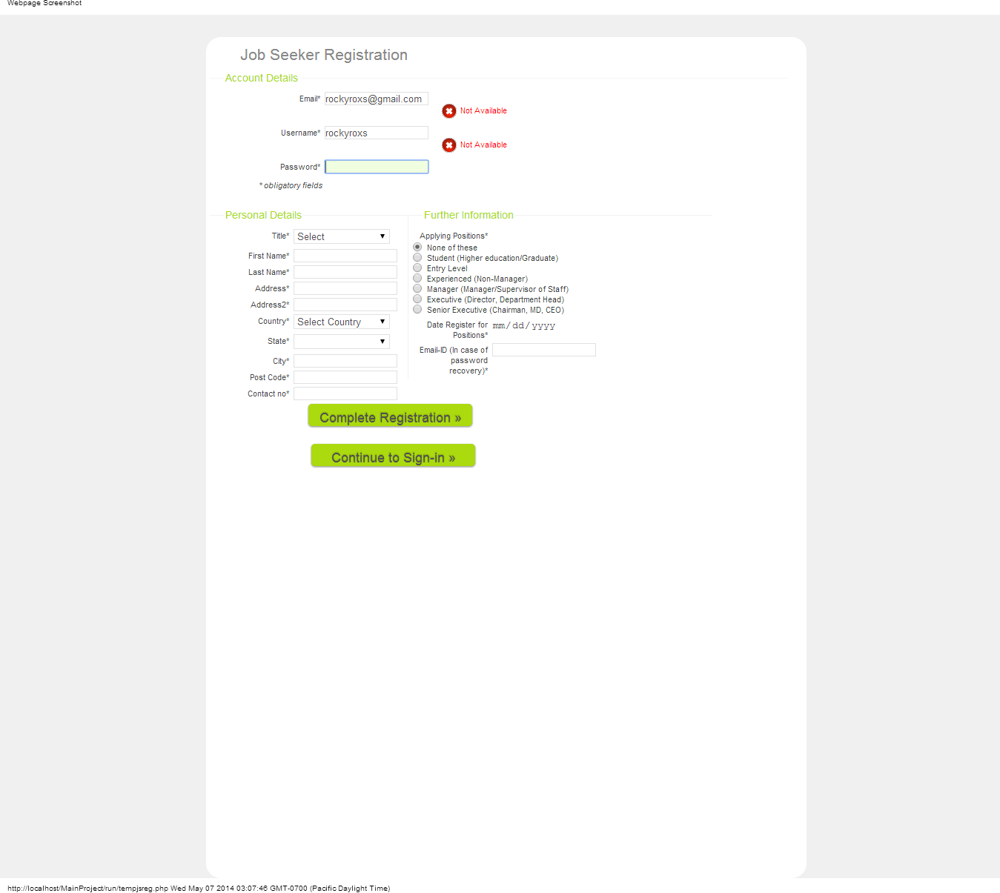 Webpage Screenshot
Job Seeker Registration
Account Details
Email* rockyroxs@gmail.com
Not Available
Username* rockyroxs
Not Available
Password*
* obligatory fields
Personal Details
Title* Select
First Name*
Last Name*
Address*
Address2*
Country* Select Country
State*
City*
Post Code*
Contact no*
Further Information
Applying Positions*
None of these
Student (Higher education/Graduate)
Entry Level
Experienced (Non-Manager)
Manager (Manager/Supervisor of Staff)
Executive (Director, Department Head)
Senior Executive (Chairman, MD, CEO)
Date Register for mm/dd/yyyy
Positions*
Email-ID (In case of
password
recovery)*
Complete Registration »
Continue to Sign-in »
http://localhost/MainProject/run/tempjsreg.php Wed May 07 2014 03:07:46 GMT-0700 (Pacific Daylight Time)